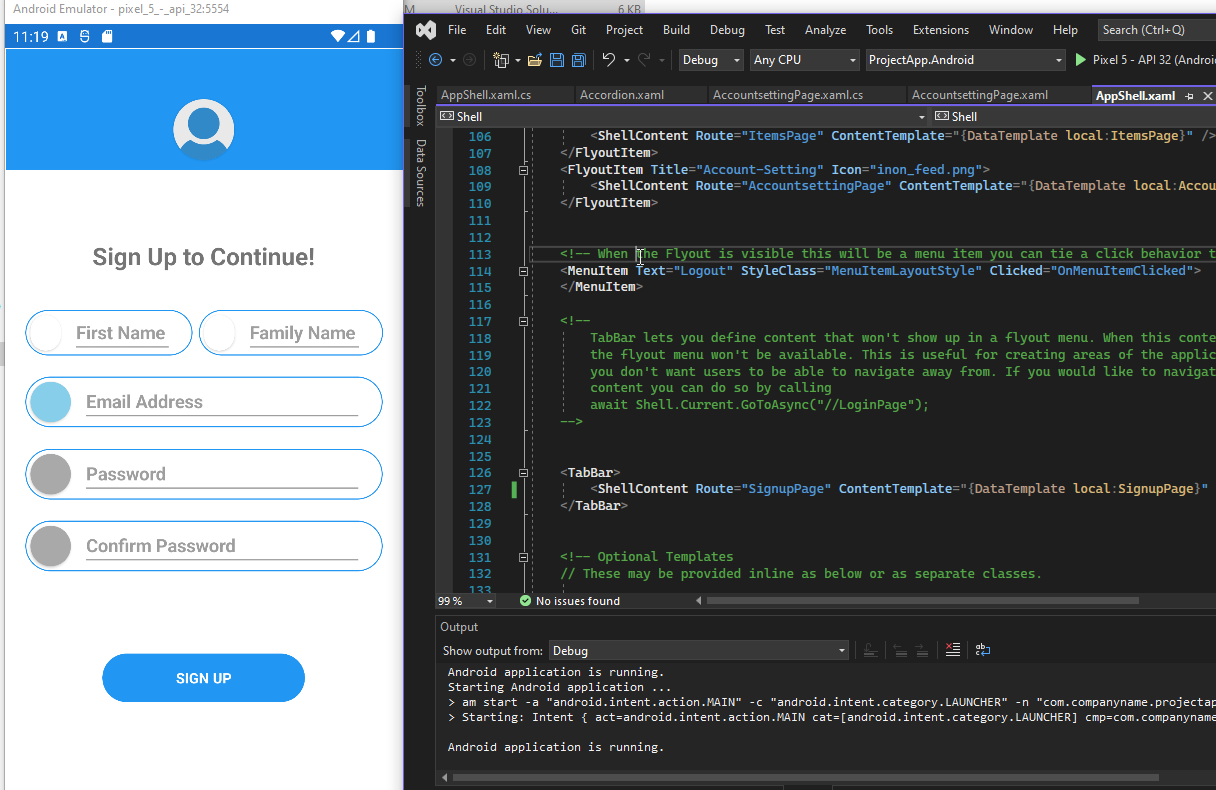 Android Emulator - pixel_5_-_api_32:5554
11:19
Sign Up to Continue!
First Name Family Name
Email Address
Password
Confirm Password
SIGN UP
M Visual Studio Solu... 6 KB
File Edit View Git Project Build Debug Test Analyze Tools Extensions Window Help Search (Ctrl+Q)
Debug Any CPU ProjectApp.Android Pixel 5 - API 32 (Androi
Toolbox
Data Sources
AppShell.xaml.cs Accordion.xaml AccountsettingPage.xaml.cs AccountsettingPage.xaml AppShell.xaml
Shell Shell
106 <ShellContent Route="ItemsPage" ContentTemplate="{DataTemplate local:ItemsPage}" />
107 </FlyoutItem>
108 <FlyoutItem Title="Account-Setting" Icon="inon_feed.png">
109 <ShellContent Route="AccountsettingPage" ContentTemplate="{DataTemplate local:Accou
110 </FlyoutItem>
111
112
113 <!-- When the Flyout is visible this will be a menu item you can tie a click behavior t
114 <MenuItem Text="Logout" StyleClass="MenuItemLayoutStyle" Clicked="OnMenuItemClicked">
115 </MenuItem>
116
117 <!--
118 TabBar lets you define content that won't show up in a flyout menu. When this conte
119 the flyout menu won't be available. This is useful for creating areas of the applic
120 you don't want users to be able to navigate away from. If you would like to navigat
121 content you can do so by calling
122 await Shell.Current.GoToAsync("//LoginPage");
123 -->
124
125
126 <TabBar>
127 <ShellContent Route="SignupPage" ContentTemplate="{DataTemplate local:SignupPage}"
128 </TabBar>
129
130
131 <!-- Optional Templates
132 // These may be provided inline as below or as separate classes.
133
99 % No issues found
Output
Show output from: Debug
Android application is running.
Starting Android application ...
> am start -a "android.intent.action.MAIN" -c "android.intent.category.LAUNCHER" -n "com.companyname.projectap
> Starting: Intent { act=android.intent.action.MAIN cat=[android.intent.category.LAUNCHER] cmp=com.companyname
Android application is running.